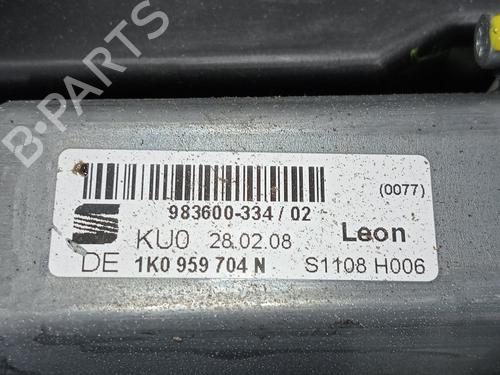 B-PARTS
(0077)
983600-334 / 02
KU0 28.02.08 Leon
DE 1K0 959 704 N S1108 H006